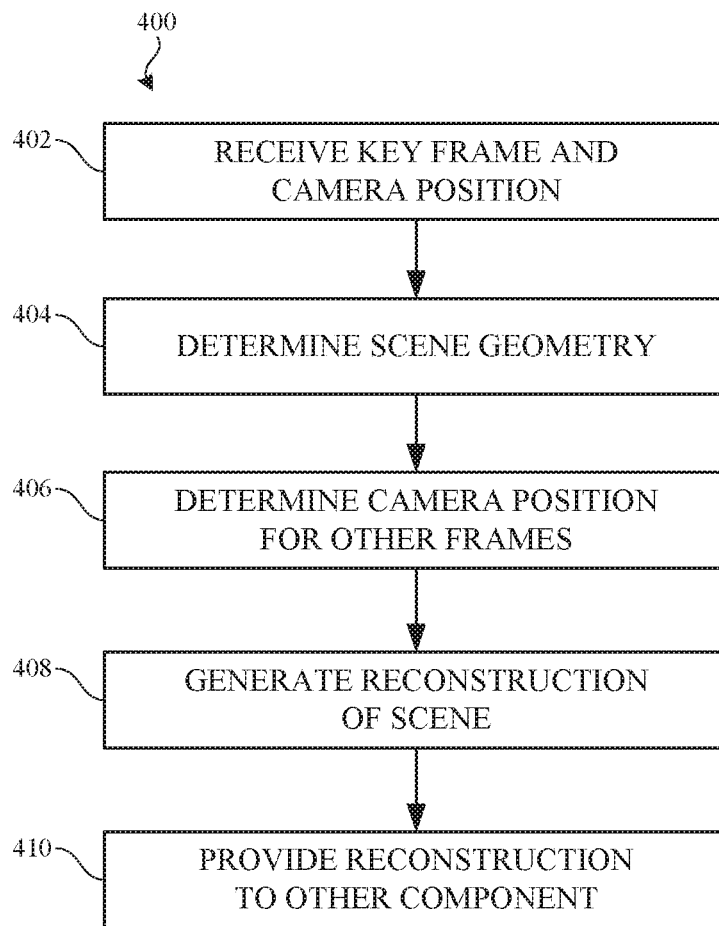 400
402
RECEIVE KEY FRAME AND
CAMERA POSITION
404
DETERMINE SCENE GEOMETRY
406
DETERMINE CAMERA POSITION
FOR OTHER FRAMES
408
GENERATE RECONSTRUCTION
OF SCENE
410
PROVIDE RECONSTRUCTION
TO OTHER COMPONENT